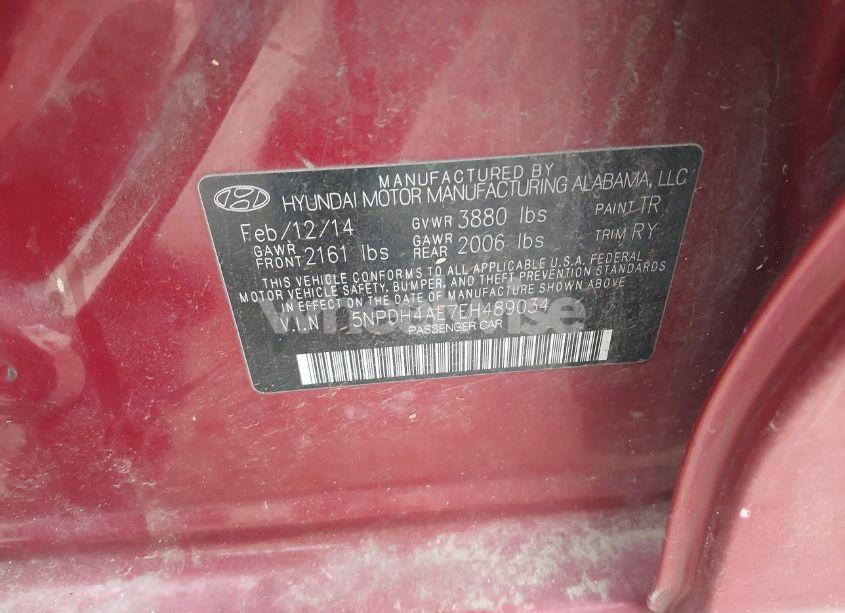 MANUFACTURED BY
HYUNDAI MOTOR MANUFACTURING ALABAMA, LLC
Feb/12/14 GVWR 3880 lbs PAINT TR
GAWR FRONT 2161 lbs GAWR REAR 2006 lbs TRIM RY
THIS VEHICLE CONFORMS TO ALL APPLICABLE U.S.A. FEDERAL
MOTOR VEHICLE SAFETY, BUMPER, AND THEFT PREVENTION STANDARDS
IN EFFECT ON THE DATE OF MANUFACTURE SHOWN ABOVE
V.I.N 5NPDH4AE7EH489034
PASSENGER CAR